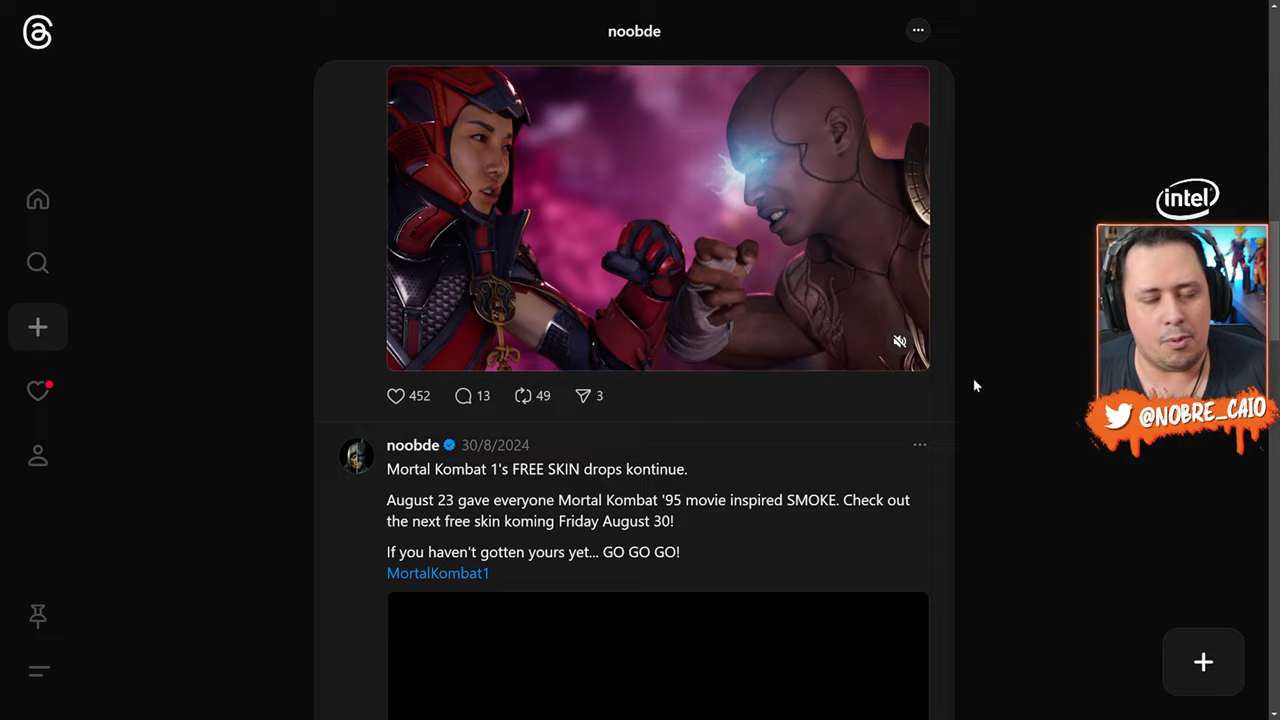 noobde
452
13
49
3
noobde 30/8/2024
Mortal Kombat 1's FREE SKIN drops kontinue.
August 23 gave everyone Mortal Kombat '95 movie inspired SMOKE. Check out
the next free skin koming Friday August 30!
If you haven't gotten yours yet... GO GO GO!
MortalKombat1
intel
@NOBRE_CAIO